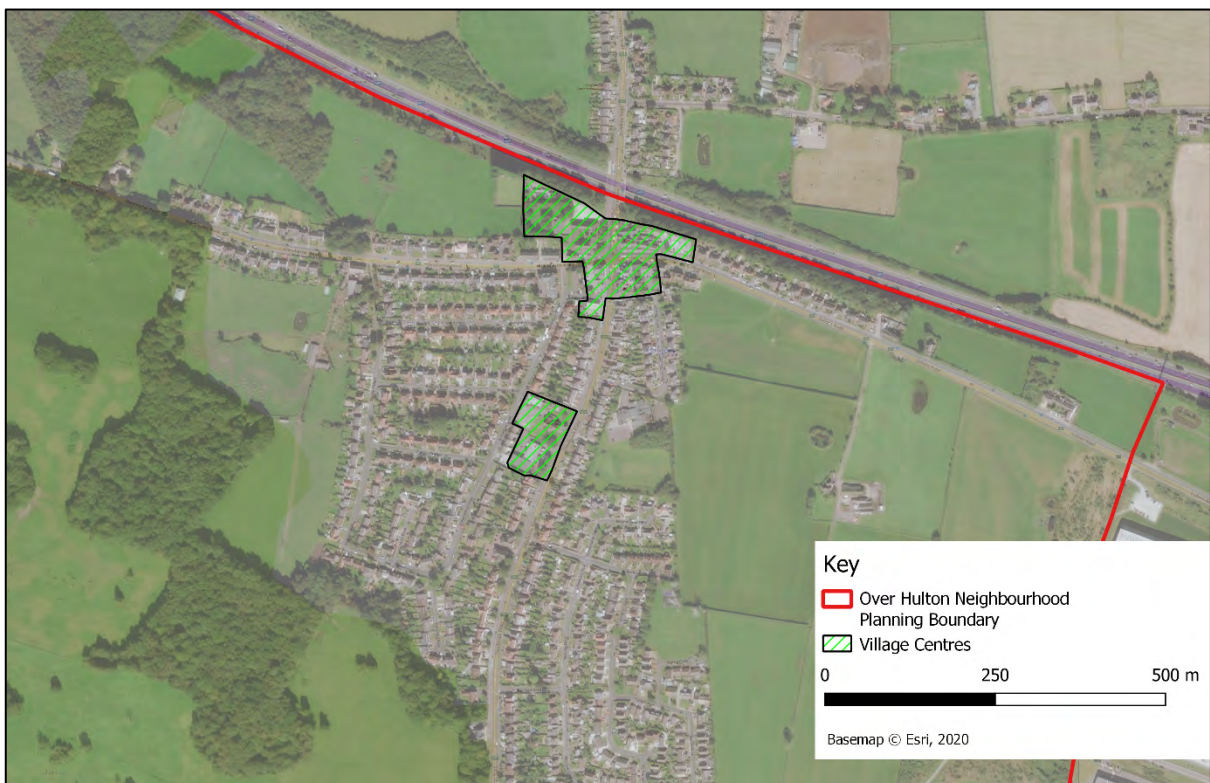 Key
Over Hulton Neighbourhood
Planning Boundary
Village Centres
0 250 500 m
Basemap © Esri, 2020